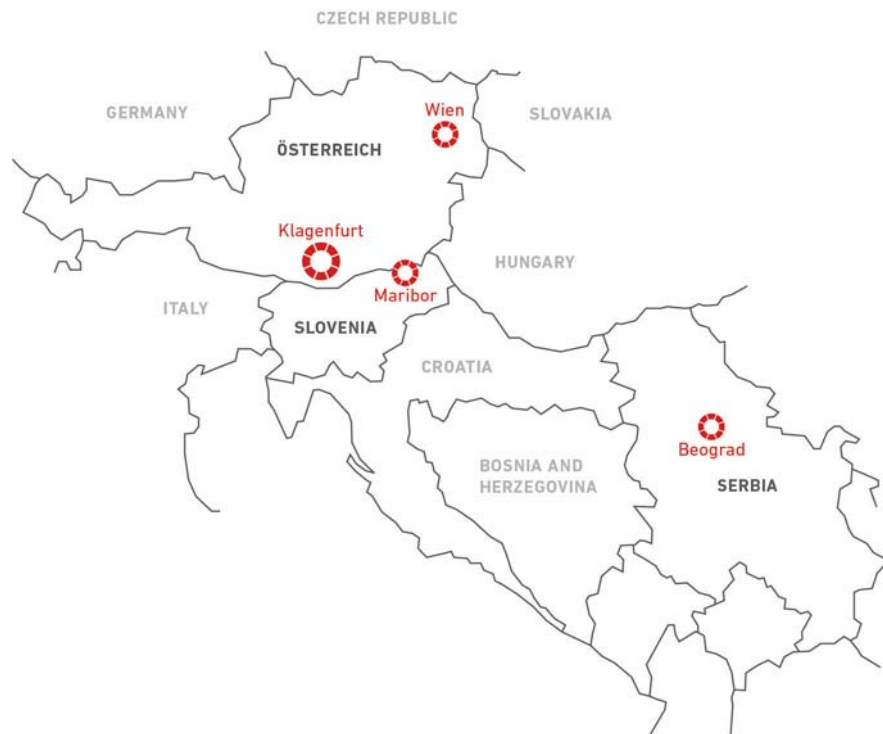 CZECH REPUBLIC
GERMANY
Wien
SLOVAKIA
ÖSTERREICH
Klagenfurt
HUNGARY
Maribor
ITALY
SLOVENIA
CROATIA
Beograd
BOSNIA AND
HERZEGOVINA
SERBIA